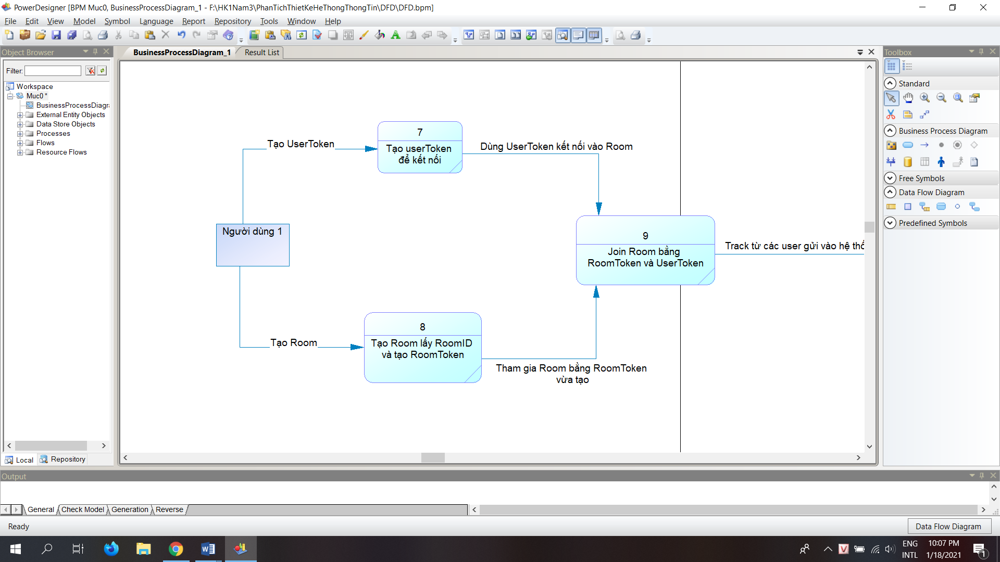 PowerDesigner [BPM Muc0, BusinessProcessDiagram_1 - F:\HK1Nam3\PhanTichThietKeHeThongThongTin\DFD\DFD.bpm]
File Edit View Model Symbol Language Report Repository Tools Window Help
Object Browser
BusinessProcessDiagram_1
Result List
Toolbox
Filter:
Workspace
Muc0 *
BusinessProcessDiagr
External Entity Objects
Data Store Objects
Processes
Flows
Resource Flows
Local
Repository
Tạo UserToken
7
Tạo userToken
để kết nối
Dùng UserToken kết nối vào Room
Người dùng 1
9
Join Room bằng
RoomToken và UserToken
Track từ các user gửi vào hệ thố
Tạo Room
8
Tạo Room lấy RoomID
và tạo RoomToken
Tham gia Room bằng RoomToken
vừa tạo
Standard
Business Process Diagram
Free Symbols
Data Flow Diagram
Predefined Symbols
Output
General
Check Model
Generation
Reverse
Ready
Data Flow Diagram
ENG
INTL
10:07 PM
1/18/2021
1